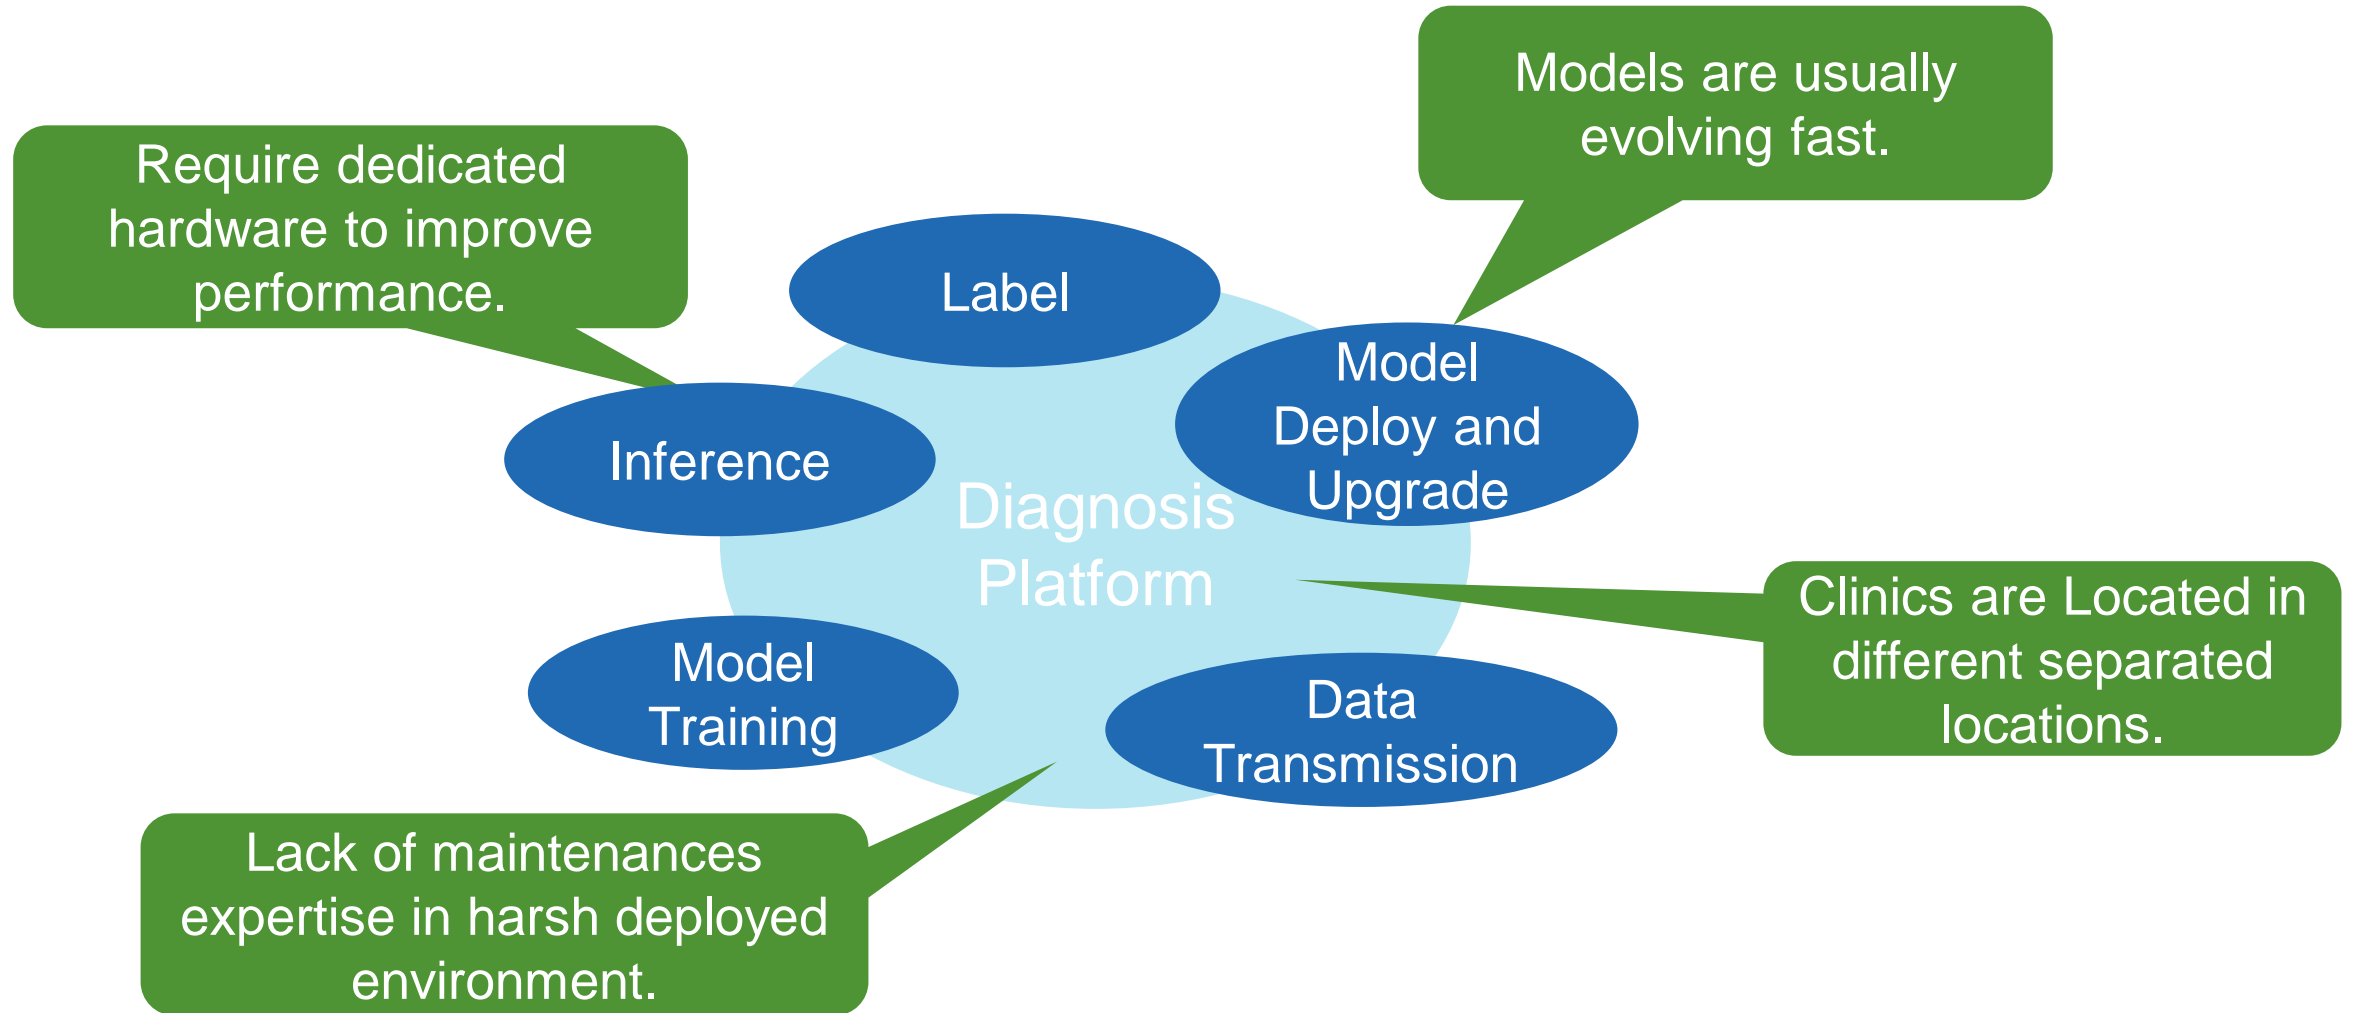 Models are usually
evolving fast.
Require dedicated
hardware to improve
performance.
Label
Model
Deploy and
Upgrade
Inference
Diagnosis
Platform
Clinics are Located in
different separated
locations.
Model
Training
Data
Transmission
Lack of maintenances
expertise in harsh deployed
environment.